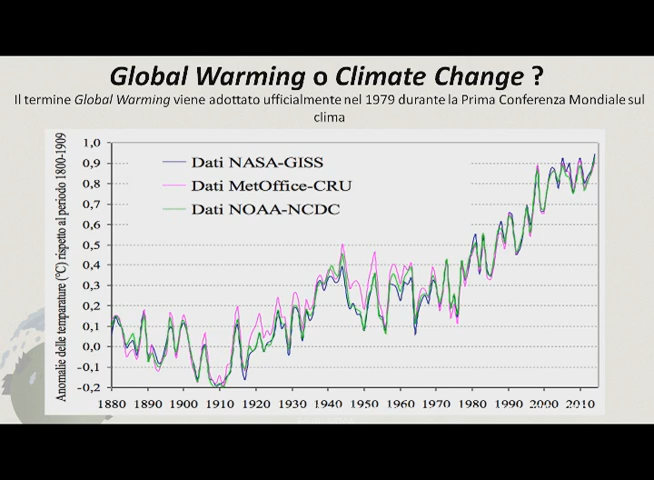 Global Warming o Climate Change ?
Il termine Global Warming viene adottato ufficialmente nel 1979 durante la Prima Conferenza Mondiale sul
clima
Anomalie delle temparature (°C) rispetto al periodo 1800-1909
1,0
0,9
0,8
0,7
0,6
0,5
0,4
0,3
0,2
0,1
0,0
-0,1
-0,2
Dati NASA-GISS
Dati MetOffice-CRU
Dati NOAA-NCDC
1880 1890 1900 1910 1920 1930 1940 1950 1960 1970 1980 1990 2000 2010